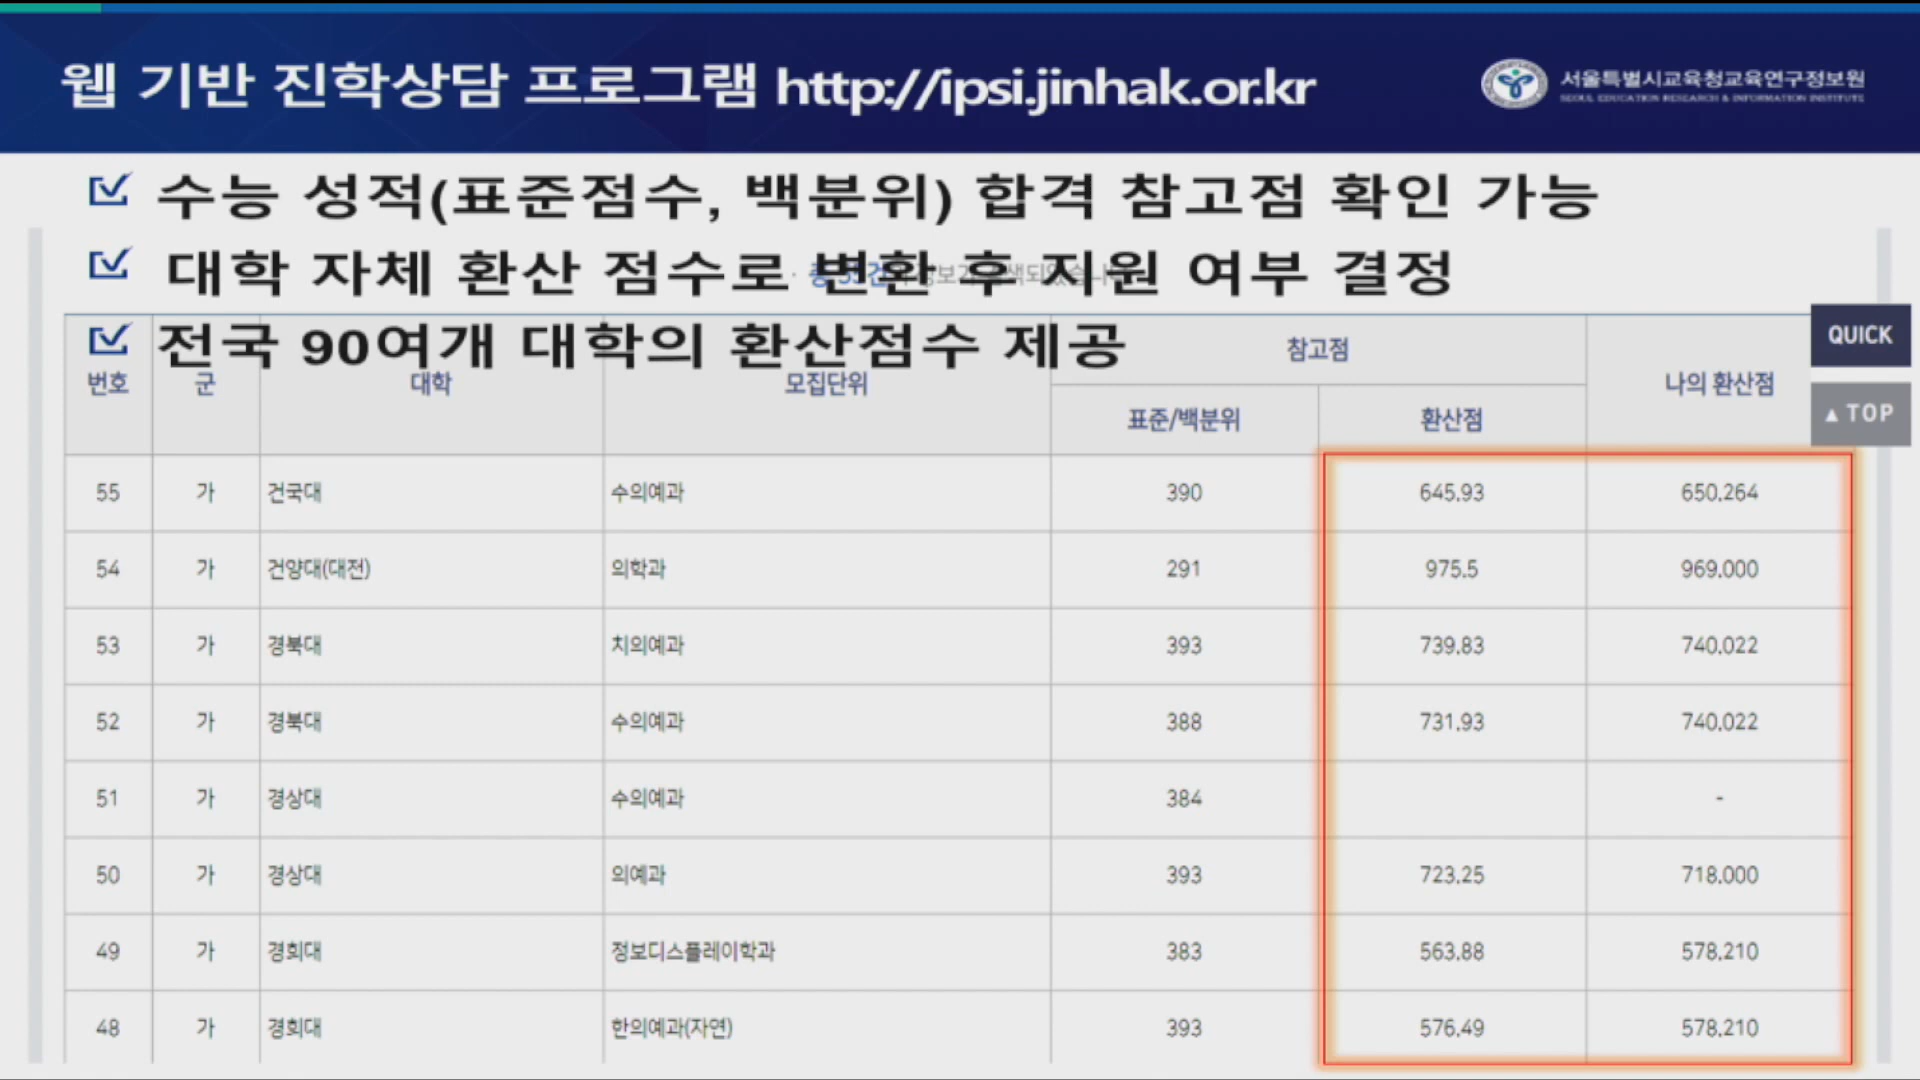 웹 기반 진학상담 프로그램 http://ipsi.jinhak.or.kr
서울특별시교육청교육연구정보원
SEOUL EDUCATION RESEARCH & INFORMATION INSTITUTE
수능 성적(표준점수, 백분위) 합격 참고점 확인 가능
대학 자체 환산 점수로 변환 후 지원 여부 결정
전국 90여개 대학의 환산점수 제공
QUICK
▲ TOP
번호 군 대학 모집단위 참고점 나의 환산점
표준/백분위 환산점
55 가 건국대 수의예과 390 645.93 650.264
54 가 건양대(대전) 의학과 291 975.5 969.000
53 가 경북대 치의예과 393 739.83 740.022
52 가 경북대 수의예과 388 731.93 740.022
51 가 경상대 수의예과 384 -
50 가 경상대 의예과 393 723.25 718.000
49 가 경희대 정보디스플레이학과 383 563.88 578.210
48 가 경희대 한의예과(자연) 393 576.49 578.210